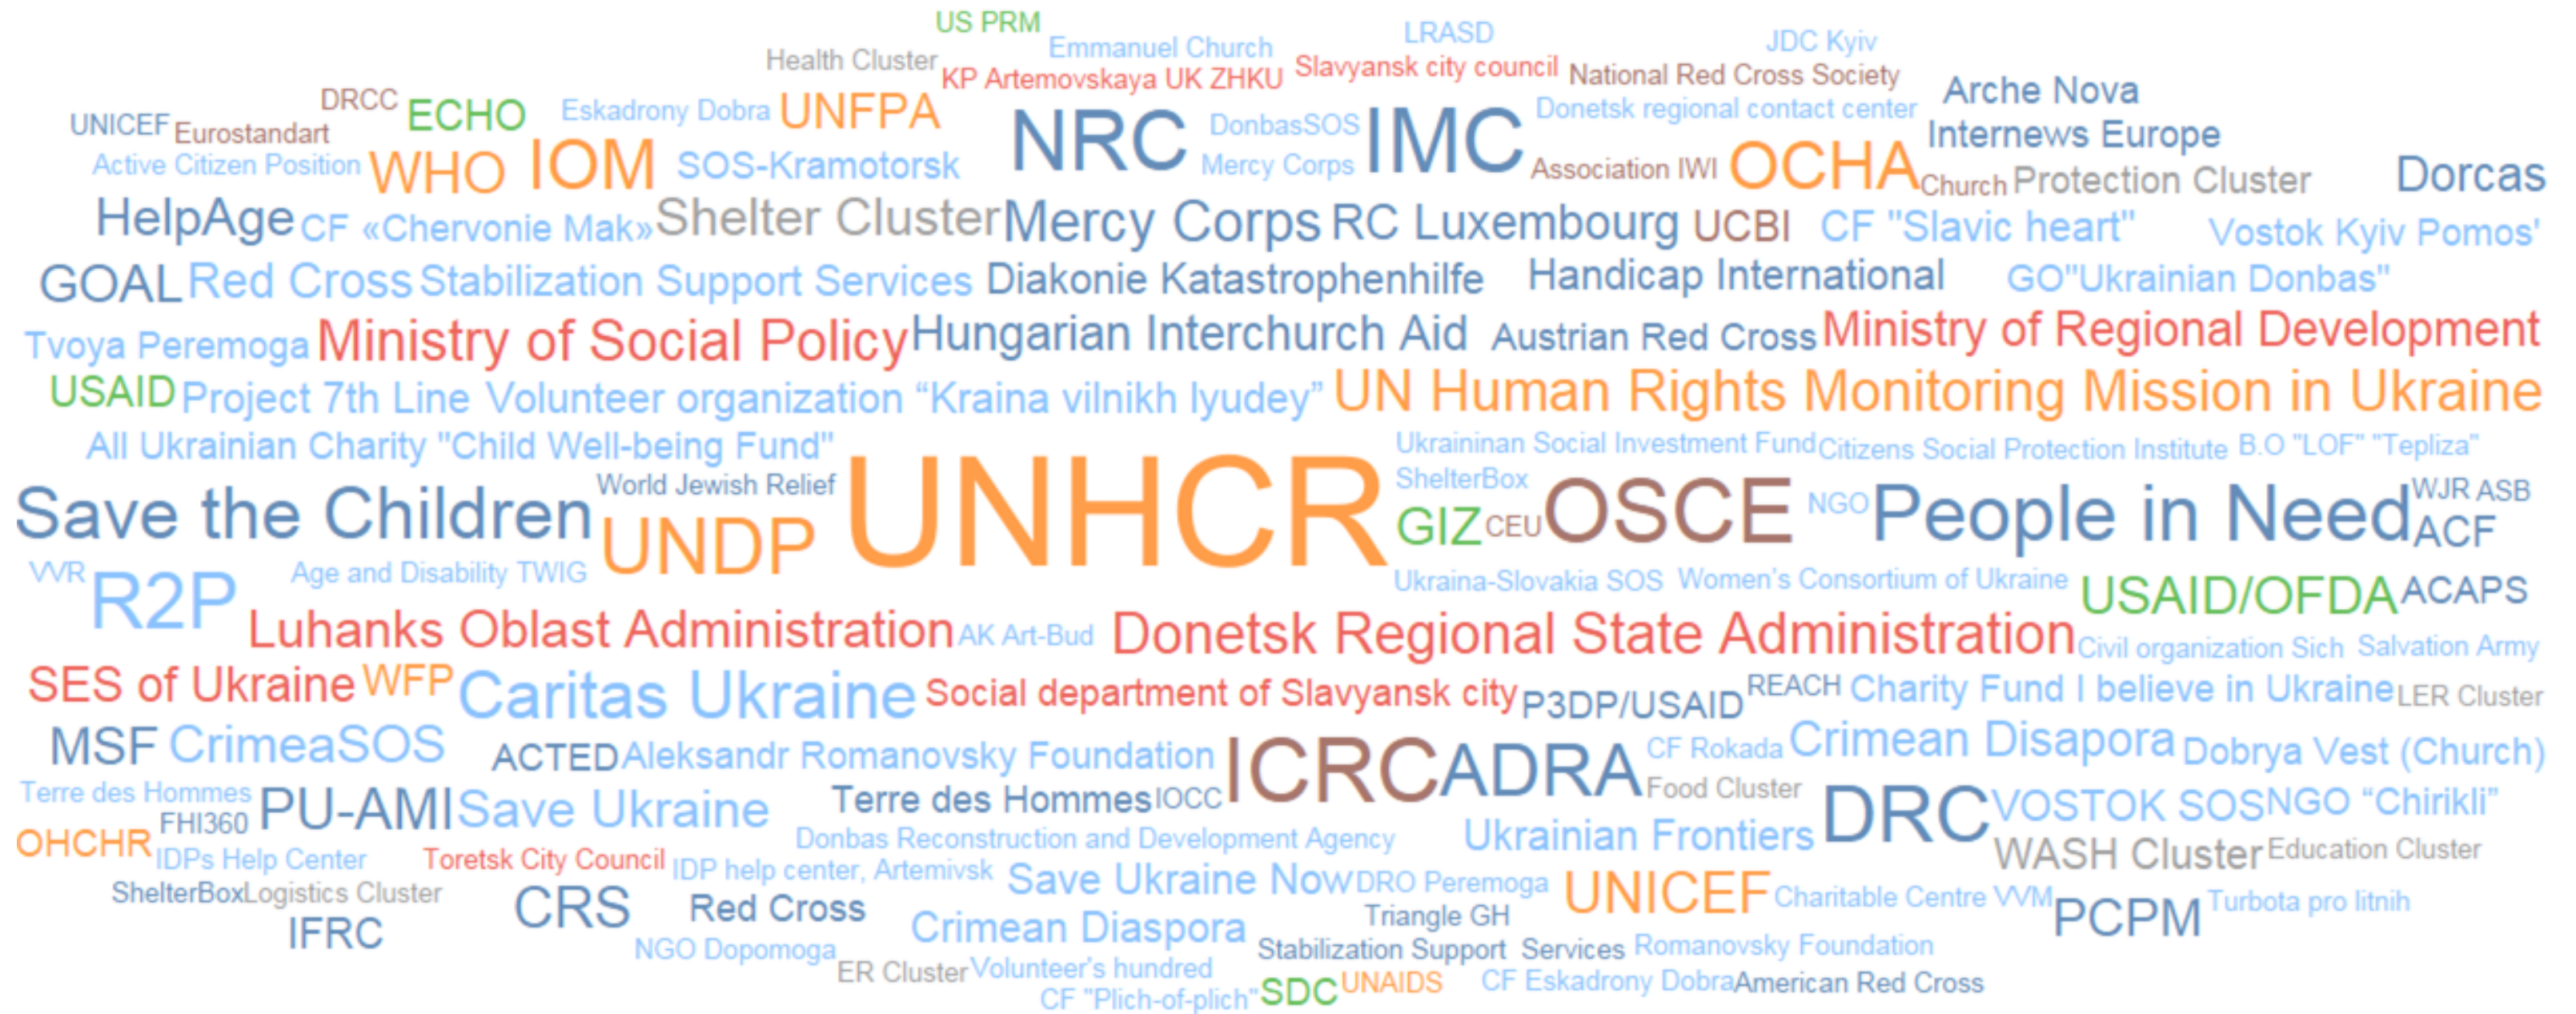 US PRM
LRASD
Health Cluster Emmanuel Church JDC Kyiv
KP Artemovskaya UK ZHKU Slavyansk city council National Red Cross Society
DRCC ECHO Eskadrony Dobra UNFPA NRC DonbasSOS IMC Donetsk regional contact center Arche Nova
UNICEF Eurostandart Internews Europe
Active Citizen Position WHO IOM SOS-Kramotorsk Mercy Corps Association IWI OCHA Church Protection Cluster Dorcas
HelpAge CF «Chervonie Mak» Shelter Cluster Mercy Corps RC Luxembourg UCBI CF "Slavic heart" Vostok Kyiv Pomos'
GOAL Red Cross Stabilization Support Services Diakonie Katastrophenhilfe Handicap International GO"Ukrainian Donbas"
Tvoya Peremoga Ministry of Social Policy Hungarian Interchurch Aid Austrian Red Cross Ministry of Regional Development
USAID Project 7th Line Volunteer organization “Kraina vilnikh lyudey” UN Human Rights Monitoring Mission in Ukraine
All Ukrainian Charity "Child Well-being Fund" Ukraininan Social Investment Fund Citizens Social Protection Institute B.O "LOF" "Tepliza"
Save the Children World Jewish Relief UNHCR ShelterBox OSCE NGO People in Need WJR ASB
UNDP GIZ CEU ACF
VVR R2P Age and Disability TWIG Ukraina-Slovakia SOS Women's Consortium of Ukraine USAID/OFDA ACAPS
Luhanks Oblast Administration AK Art-Bud Donetsk Regional State Administration Civil organization Sich Salvation Army
SES of Ukraine WFP Caritas Ukraine Social department of Slavyansk city P3DP/USAID REACH Charity Fund I believe in Ukraine LER Cluster
MSF CrimeaSOS ACTED Aleksandr Romanovsky Foundation ICRC ADRA CF Rokada Crimean Disapora Dobrya Vest (Church)
Terre des Hommes PU-AMI Save Ukraine Terre des Hommes IOCC Food Cluster DRC VOSTOK SOS NGO “Chirikli”
OHCHR FHI360 Donbas Reconstruction and Development Agency Ukrainian Frontiers WASH Cluster Education Cluster
IDPs Help Center Toretsk City Council IDP help center, Artemivsk Save Ukraine Now DRO Peremoga UNICEF Charitable Centre VVM
ShelterBox Logistics Cluster CRS Red Cross Triangle GH PCPM Turbota pro litnih
IFRC Crimean Diaspora
NGO Dopomoga Stabilization Support Services Romanovsky Foundation
ER Cluster Volunteer's hundred SDC UNAIDS CF Eskadrony Dobra American Red Cross
CF "Plich-of-plich"